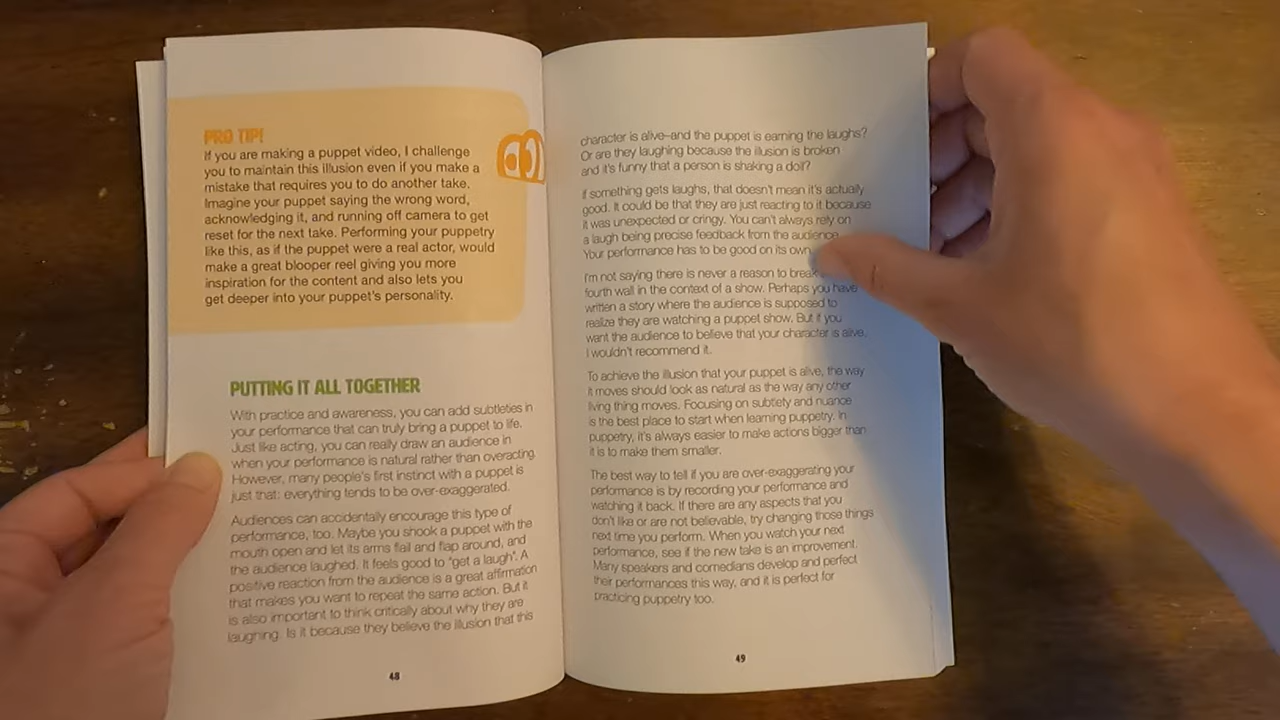 PRO TIP!
If you are making a puppet video, I challenge
you to maintain this illusion even if you make a
mistake that requires you to do another take.
Imagine your puppet saying the wrong word,
acknowledging it, and running off camera to get
reset for the next take. Performing your puppetry
like this, as if the puppet were a real actor, would
make a great blooper reel giving you more
inspiration for the content and also lets you
get deeper into your puppet's personality.
PUTTING IT ALL TOGETHER
With practice and awareness, you can add subtleties in
your performance that can truly bring a puppet to life.
Just like acting, you can really draw an audience in
when your performance is natural rather than overacting.
However, many people's first instinct with a puppet is
just that: everything tends to be over-exaggerated.
Audiences can accidentally encourage this type of
performance, too. Maybe you shook a puppet with the
mouth open and let its arms flail and flap around, and
the audience laughed. It feels good to "get a laugh". A
positive reaction from the audience is a great affirmation
that makes you want to repeat the same action. But it
is also important to think critically about why they are
laughing. Is it because they believe the illusion that this
48
character is alive–and the puppet is earning the laughs?
Or are they laughing because the illusion is broken
and it's funny that a person is shaking a doll?
If something gets laughs, that doesn't mean it's actually
good. It could be that they are just reacting to it because
it was unexpected or cringy. You can't always rely on
a laugh being precise feedback from the audience.
Your performance has to be good on its own
I'm not saying there is never a reason to break
fourth wall in the context of a show. Perhaps you have
written a story where the audience is supposed to
realize they are watching a puppet show. But if you
want the audience to believe that your character is alive,
I wouldn't recommend it.
To achieve the illusion that your puppet is alive, the way
it moves should look as natural as the way any other
living thing moves. Focusing on subtlety and nuance
is the best place to start when learning puppetry. In
puppetry, it's always easier to make actions bigger than
it is to make them smaller.
The best way to tell if you are over-exaggerating your
performance is by recording your performance and
watching it back. If there are any aspects that you
don't like or are not believable, try changing those things
next time you perform. When you watch your next
performance, see if the new take is an improvement.
Many speakers and comedians develop and perfect
their performances this way, and it is perfect for
practicing puppetry too.
49